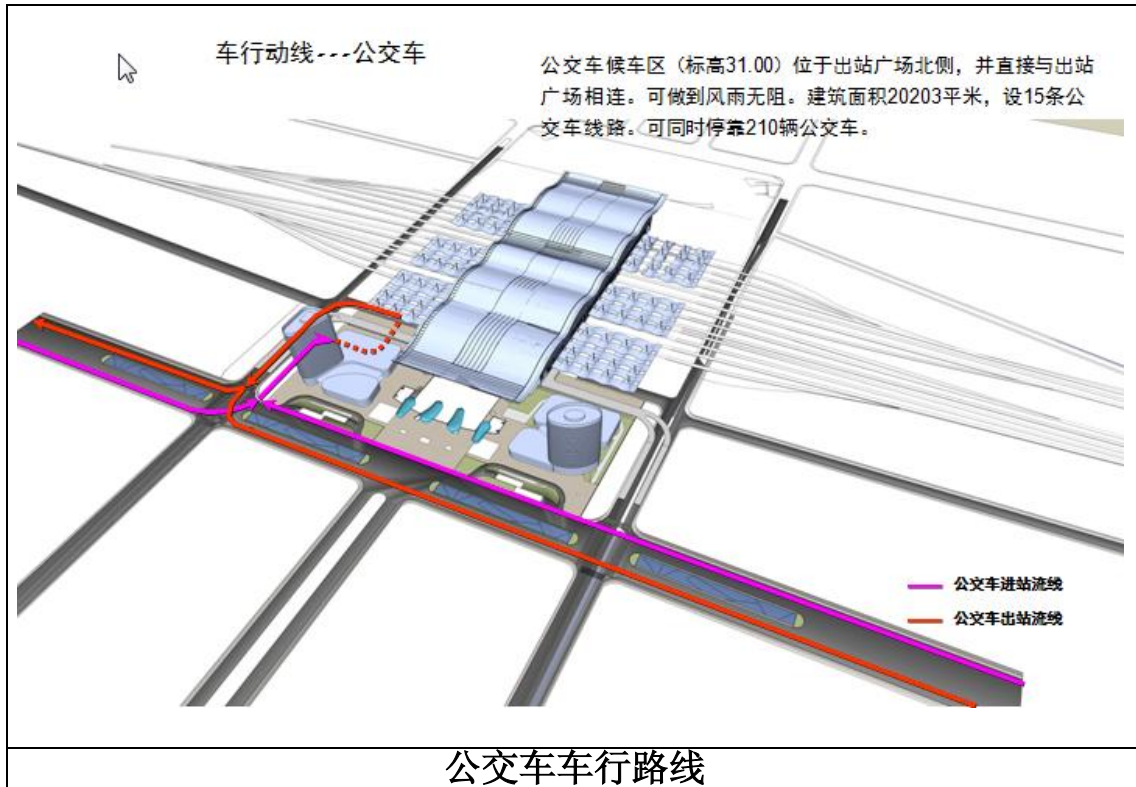 车行动线---公交车
公交车候车区（标高31.00）位于出站广场北侧，并直接与出站
广场相连。可做到风雨无阻。建筑面积20203平米，设15条公
交车线路。可同时停靠210辆公交车。
公交车进站流线
公交车出站流线
公交车车行路线